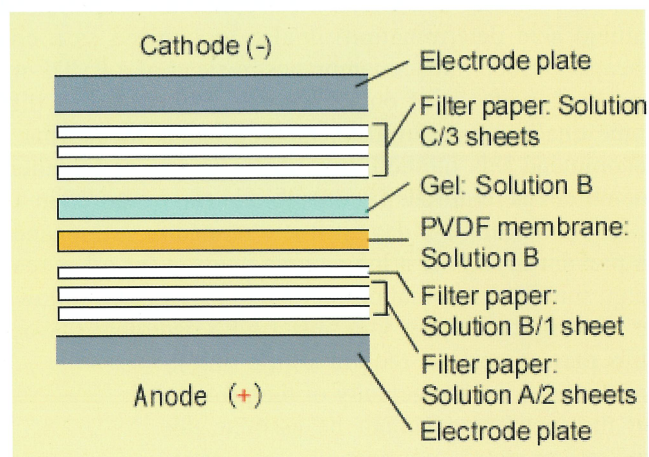 Cathode (-)
Electrode plate
Filter paper: Solution
C/3 sheets
Gel: Solution B
PVDF membrane:
Solution B
Filter paper:
Solution B/1 sheet
Filter paper:
Solution A/2 sheets
Anode (+)
Electrode plate